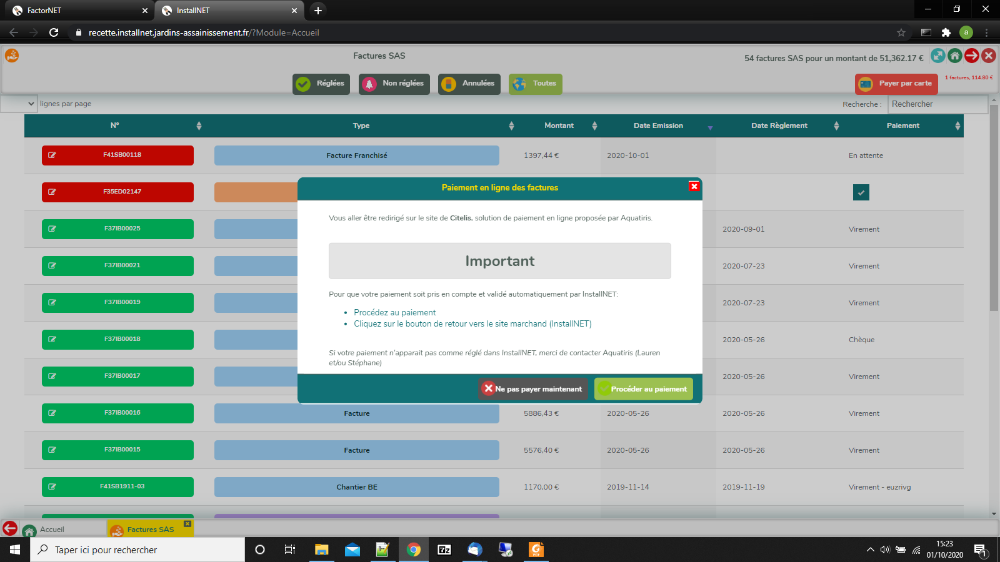 FactorNET
InstallNET
recette.installnet.jardins-assainissement.fr/?Module=Accueil
a
Factures SAS
54 factures SAS pour un montant de 51,362.17 €
Réglées
Non réglées
Annulées
Toutes
Payer par carte
1 factures, 114.80 €
lignes par page
Recherche :
Rechercher
N° Type Montant Date Emission Date Règlement Paiement
F41SB00118 Facture Franchisé 1397,44 € 2020-10-01 En attente
F35ED02147
F37IB00025 2020-09-01 Virement
F37IB00021 2020-07-23 Virement
F37IB00019 2020-07-23 Virement
F37IB00018 2020-05-26 Chèque
F37IB00017 2020-05-26 Virement
F37IB00016 Facture 5886,43 € 2020-05-26 2020-05-26 Virement
F37IB00015 Facture 5576,40 € 2020-05-26 2020-05-26 Virement
F41SB1911-03 Chantier BE 1170,00 € 2019-11-14 2019-11-19 Virement - euzrivg
Paiement en ligne des factures
Vous aller être redirigé sur le site de Citelis, solution de paiement en ligne proposée par Aquatiris.
Important
Pour que votre paiement soit pris en compte et validé automatiquement par InstallNET:
• Procédez au paiement
• Cliquez sur le bouton de retour vers le site marchand (InstallNET)
Si votre paiement n'apparait pas comme réglé dans InstallNET, merci de contacter Aquatiris (Lauren
et/ou Stéphane)
Ne pas payer maintenant
Procéder au paiement
Accueil
Factures SAS
Taper ici pour rechercher
7z
15:23
01/10/2020
1